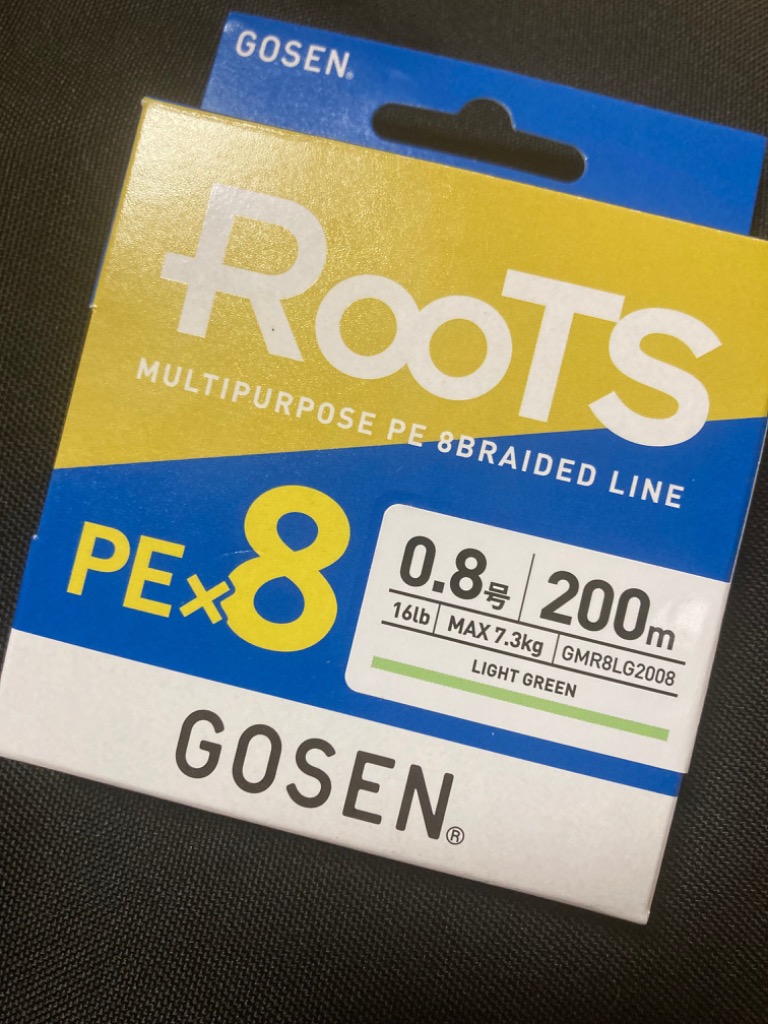 GOSEN®
RooTS
MULTIPURPOSE PE 8BRAIDED LINE
PE×8
0.8号 200m
16lb MAX 7.3kg GMR8LG2008
LIGHT GREEN
GOSEN®